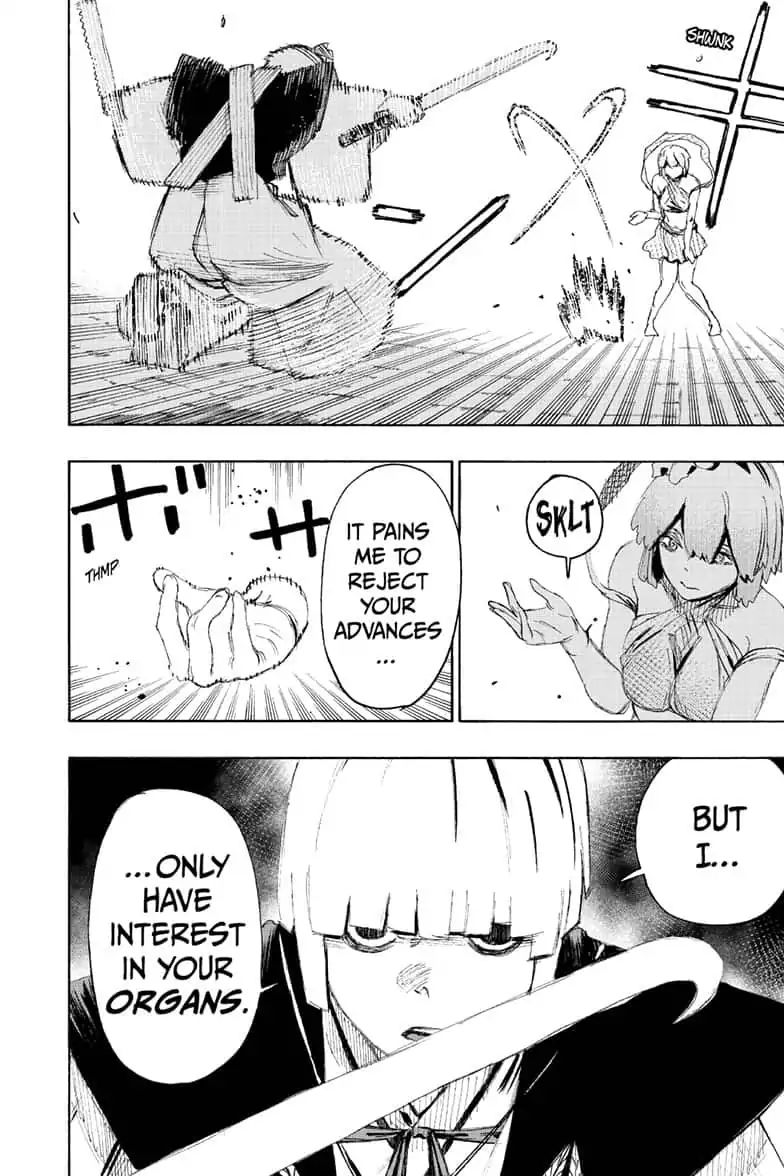 SHWNK
SKLT
IT PAINS
ME TO
REJECT
YOUR
ADVANCES
...
THMP
BUT
I...
...ONLY
HAVE
INTEREST
IN YOUR
ORGANS.